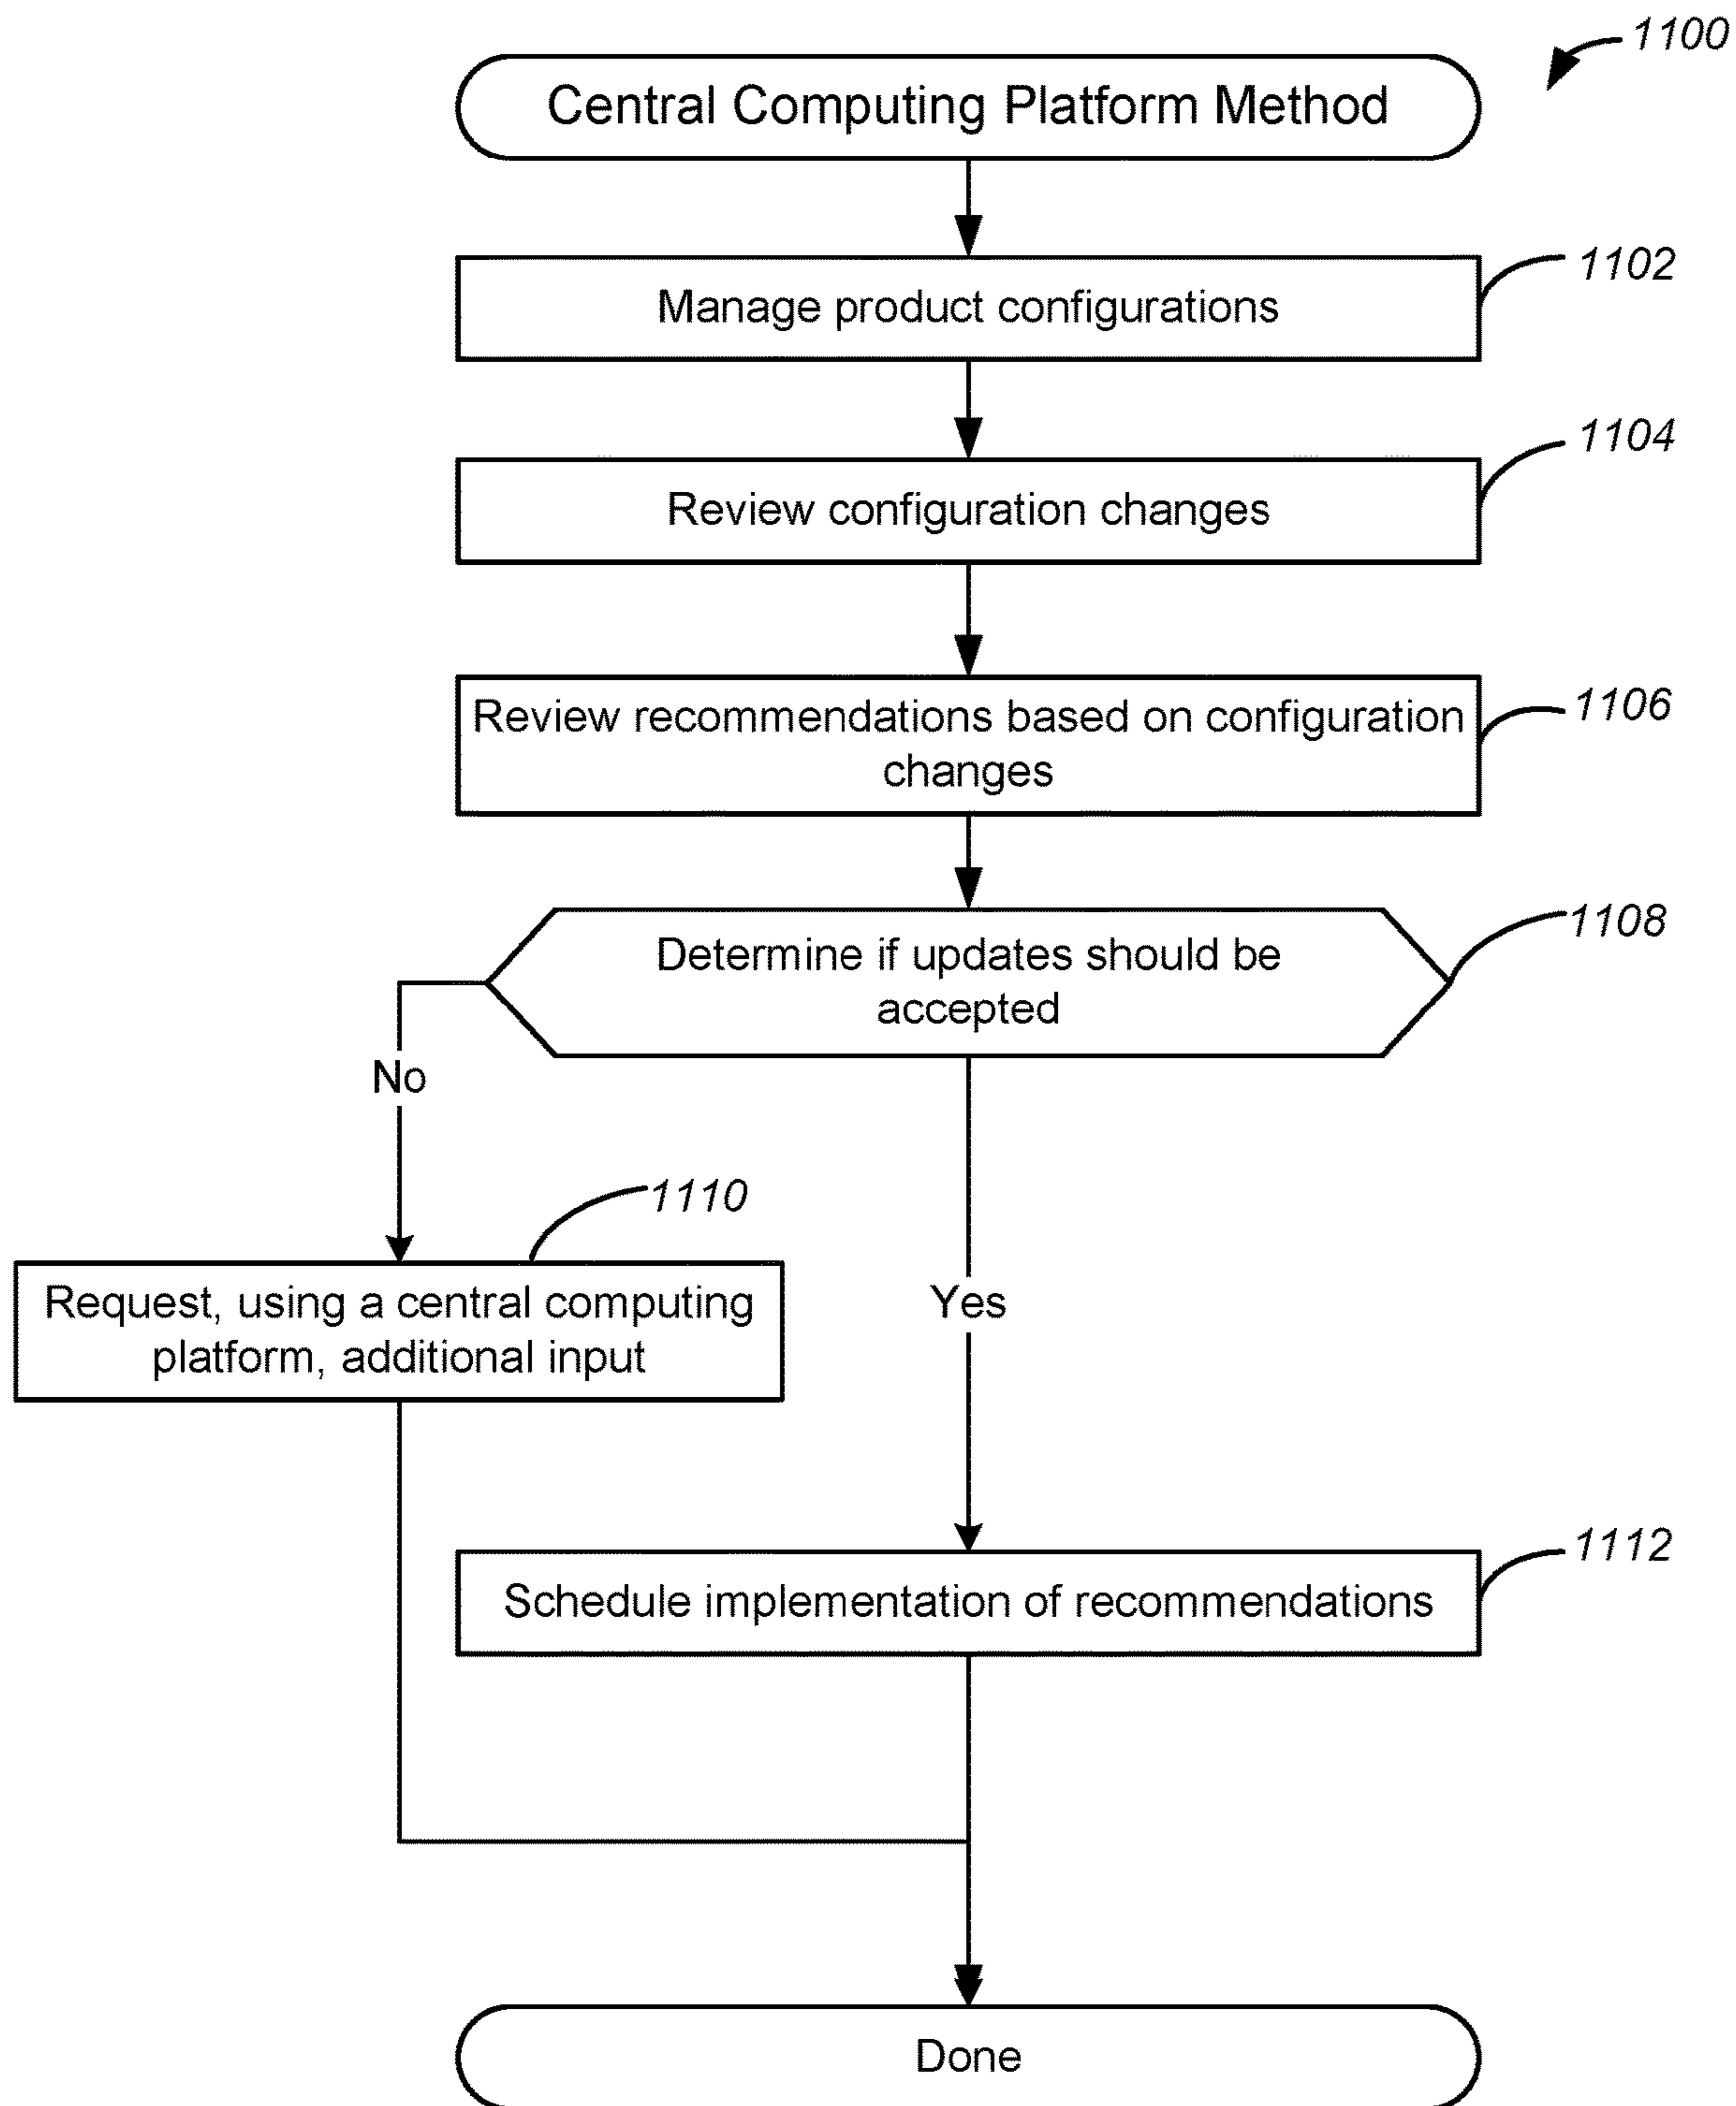 1100
Central Computing Platform Method
1102
Manage product configurations
1104
Review configuration changes
1106
Review recommendations based on configuration
changes
1108
Determine if updates should be
accepted
No
1110
Request, using a central computing
platform, additional input
Yes
1112
Schedule implementation of recommendations
Done